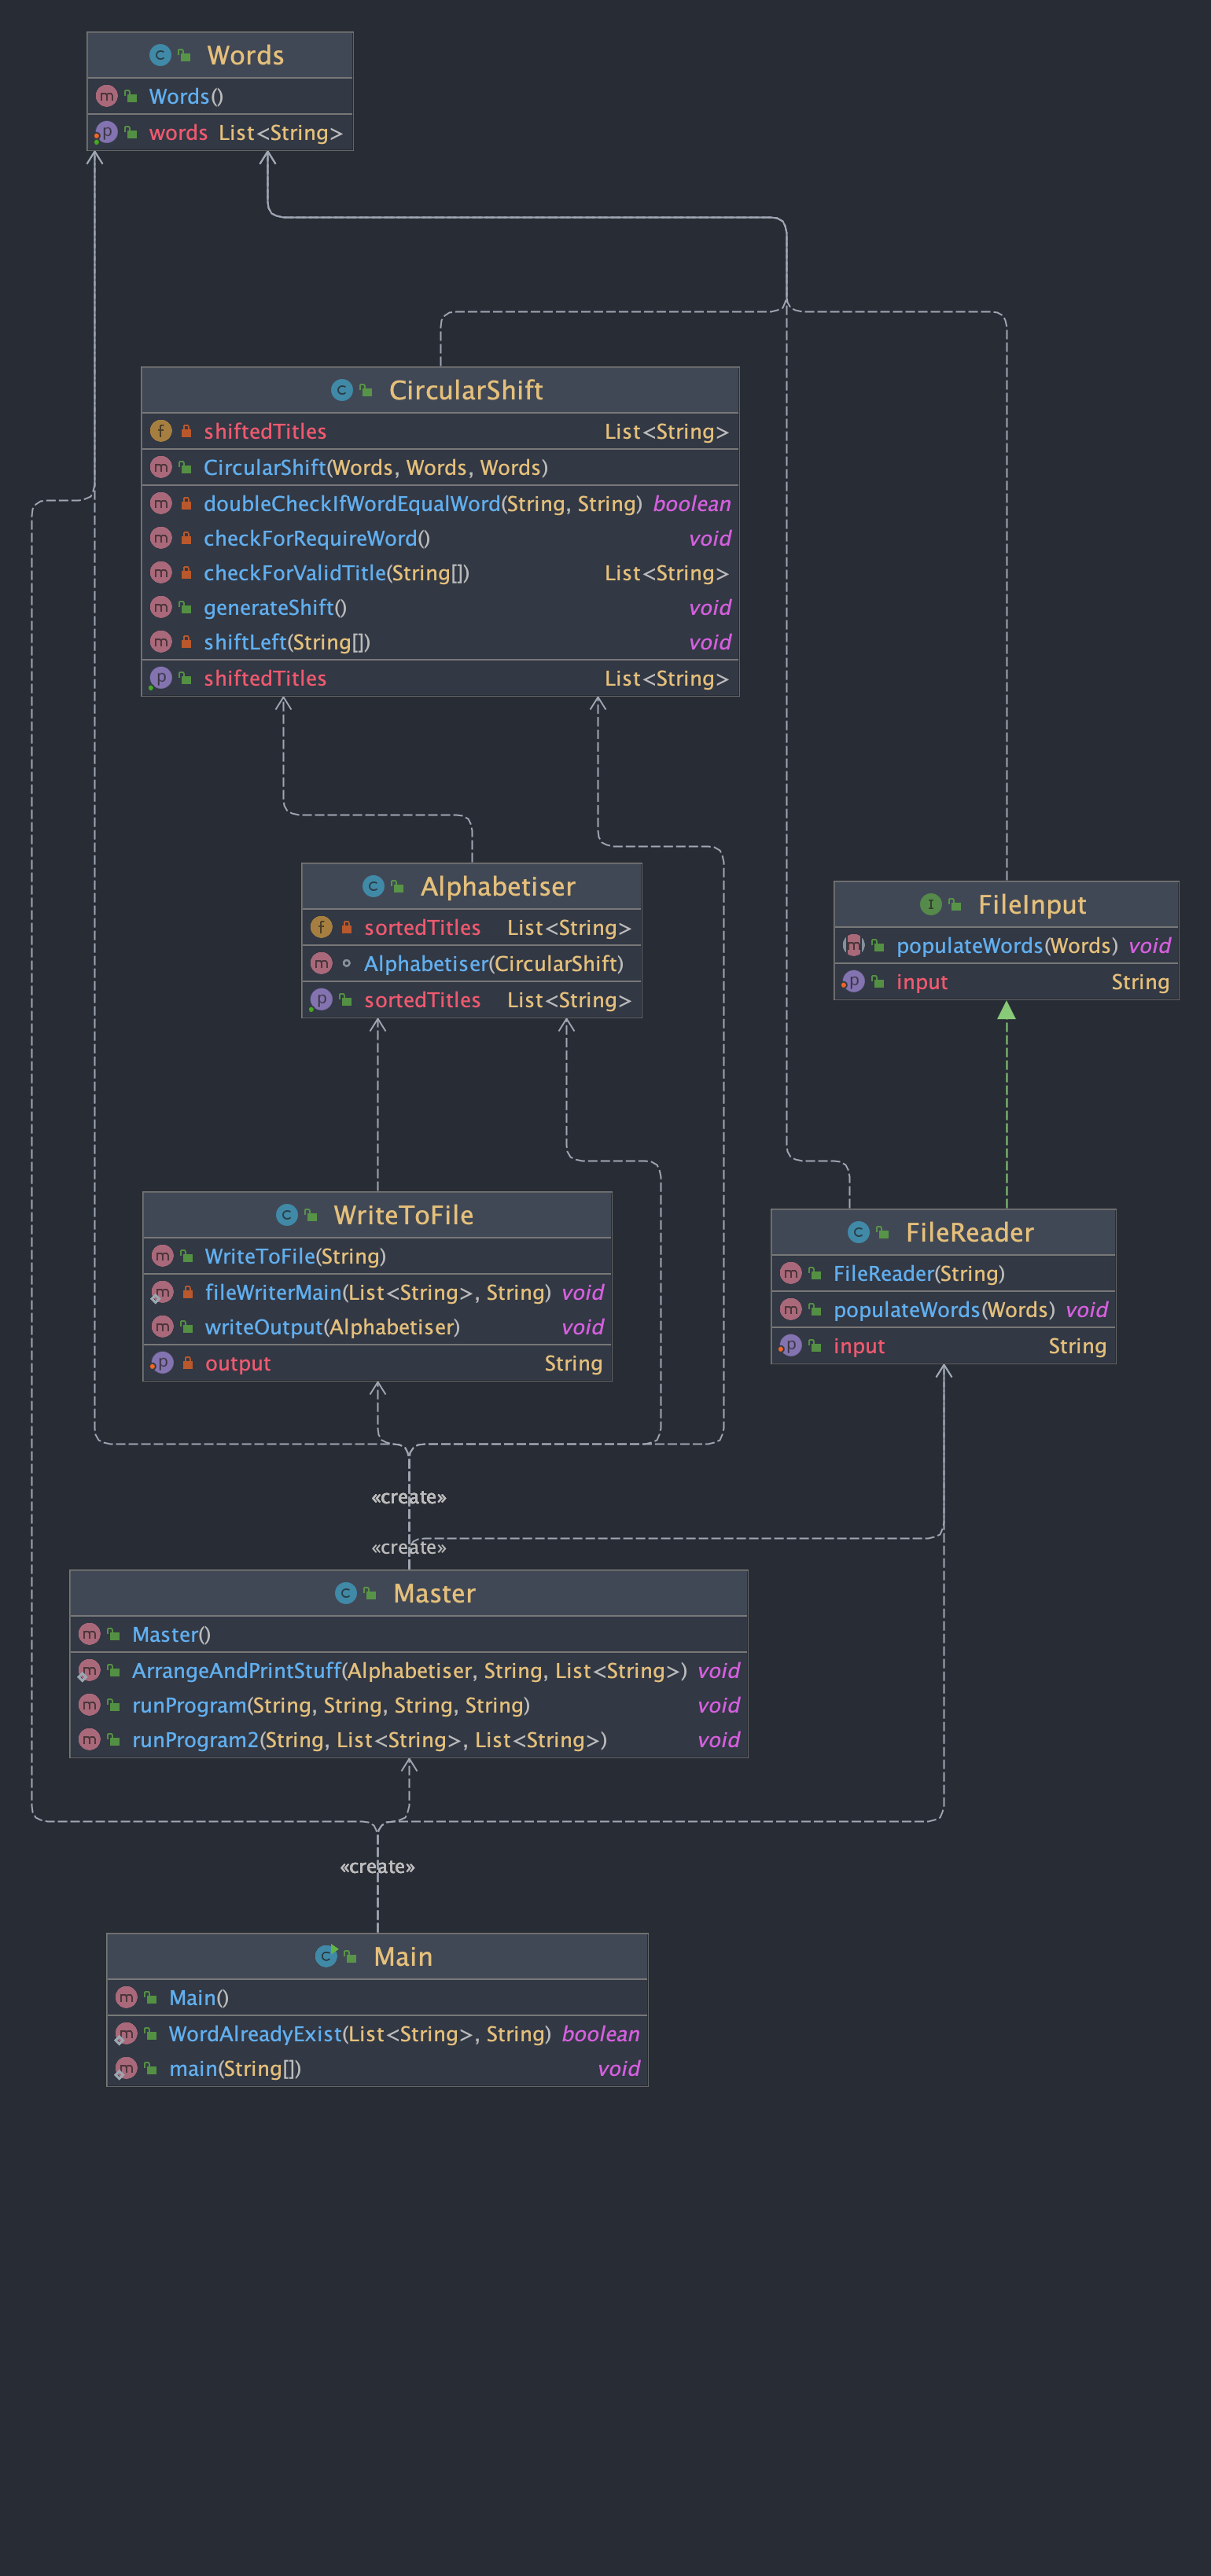 Words
Words()
words List<String>
CircularShift
shiftedTitles List<String>
CircularShift(Words, Words, Words)
doubleCheckIfWordEqualWord(String, String) boolean
checkForRequireWord() void
checkForValidTitle(String[]) List<String>
generateShift() void
shiftLeft(String[]) void
shiftedTitles List<String>
Alphabetiser
sortedTitles List<String>
Alphabetiser(CircularShift)
sortedTitles List<String>
FileInput
populateWords(Words) void
input String
WriteToFile
WriteToFile(String)
fileWriterMain(List<String>, String) void
writeOutput(Alphabetiser) void
output String
FileReader
FileReader(String)
populateWords(Words) void
input String
«create»
«create»
Master
Master()
ArrangeAndPrintStuff(Alphabetiser, String, List<String>) void
runProgram(String, String, String, String) void
runProgram2(String, List<String>, List<String>) void
«create»
Main
Main()
WordAlreadyExist(List<String>, String) boolean
main(String[]) void